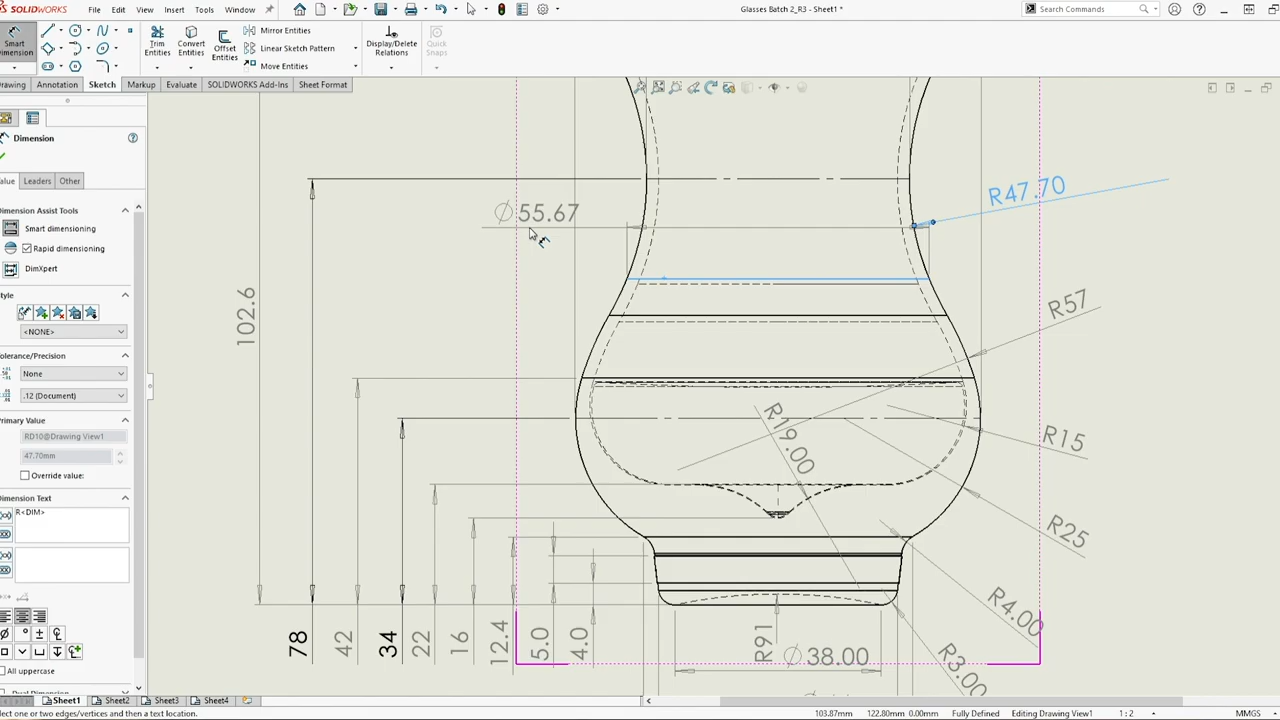 SOLIDWORKS
File
Edit
View
Insert
Tools
Window
Glasses Batch 2_R3 - Sheet1 *
Search Commands
Smart
Dimension
Trim
Entities
Convert
Entities
Offset
Entities
Mirror Entities
Linear Sketch Pattern
Move Entities
Display/Delete
Relations
Quick
Snaps
Drawing
Annotation
Sketch
Markup
Evaluate
SOLIDWORKS Add-Ins
Sheet Format
Dimension
Value
Leaders
Other
Dimension Assist Tools
Smart dimensioning
Rapid dimensioning
DimXpert
Style
<NONE>
Tolerance/Precision
None
.12 (Document)
Primary Value
RD10@Drawing View1
47.70mm
Override value:
Dimension Text
R<DIM>
All uppercase
Dual Dimension
∅ 55.67
R47.70
102.6
R57
R19.00
R15
R25
R4.00
R3.00
78
42
34
22
16
12.4
5.0
4.0
R91
∅ 38.00
Sheet1
Sheet2
Sheet3
Sheet4
Select one or two edges/vertices and then a text location.
103.87mm
122.80mm 0.00mm
Fully Defined
Editing Drawing View1
1 : 2
MMGS